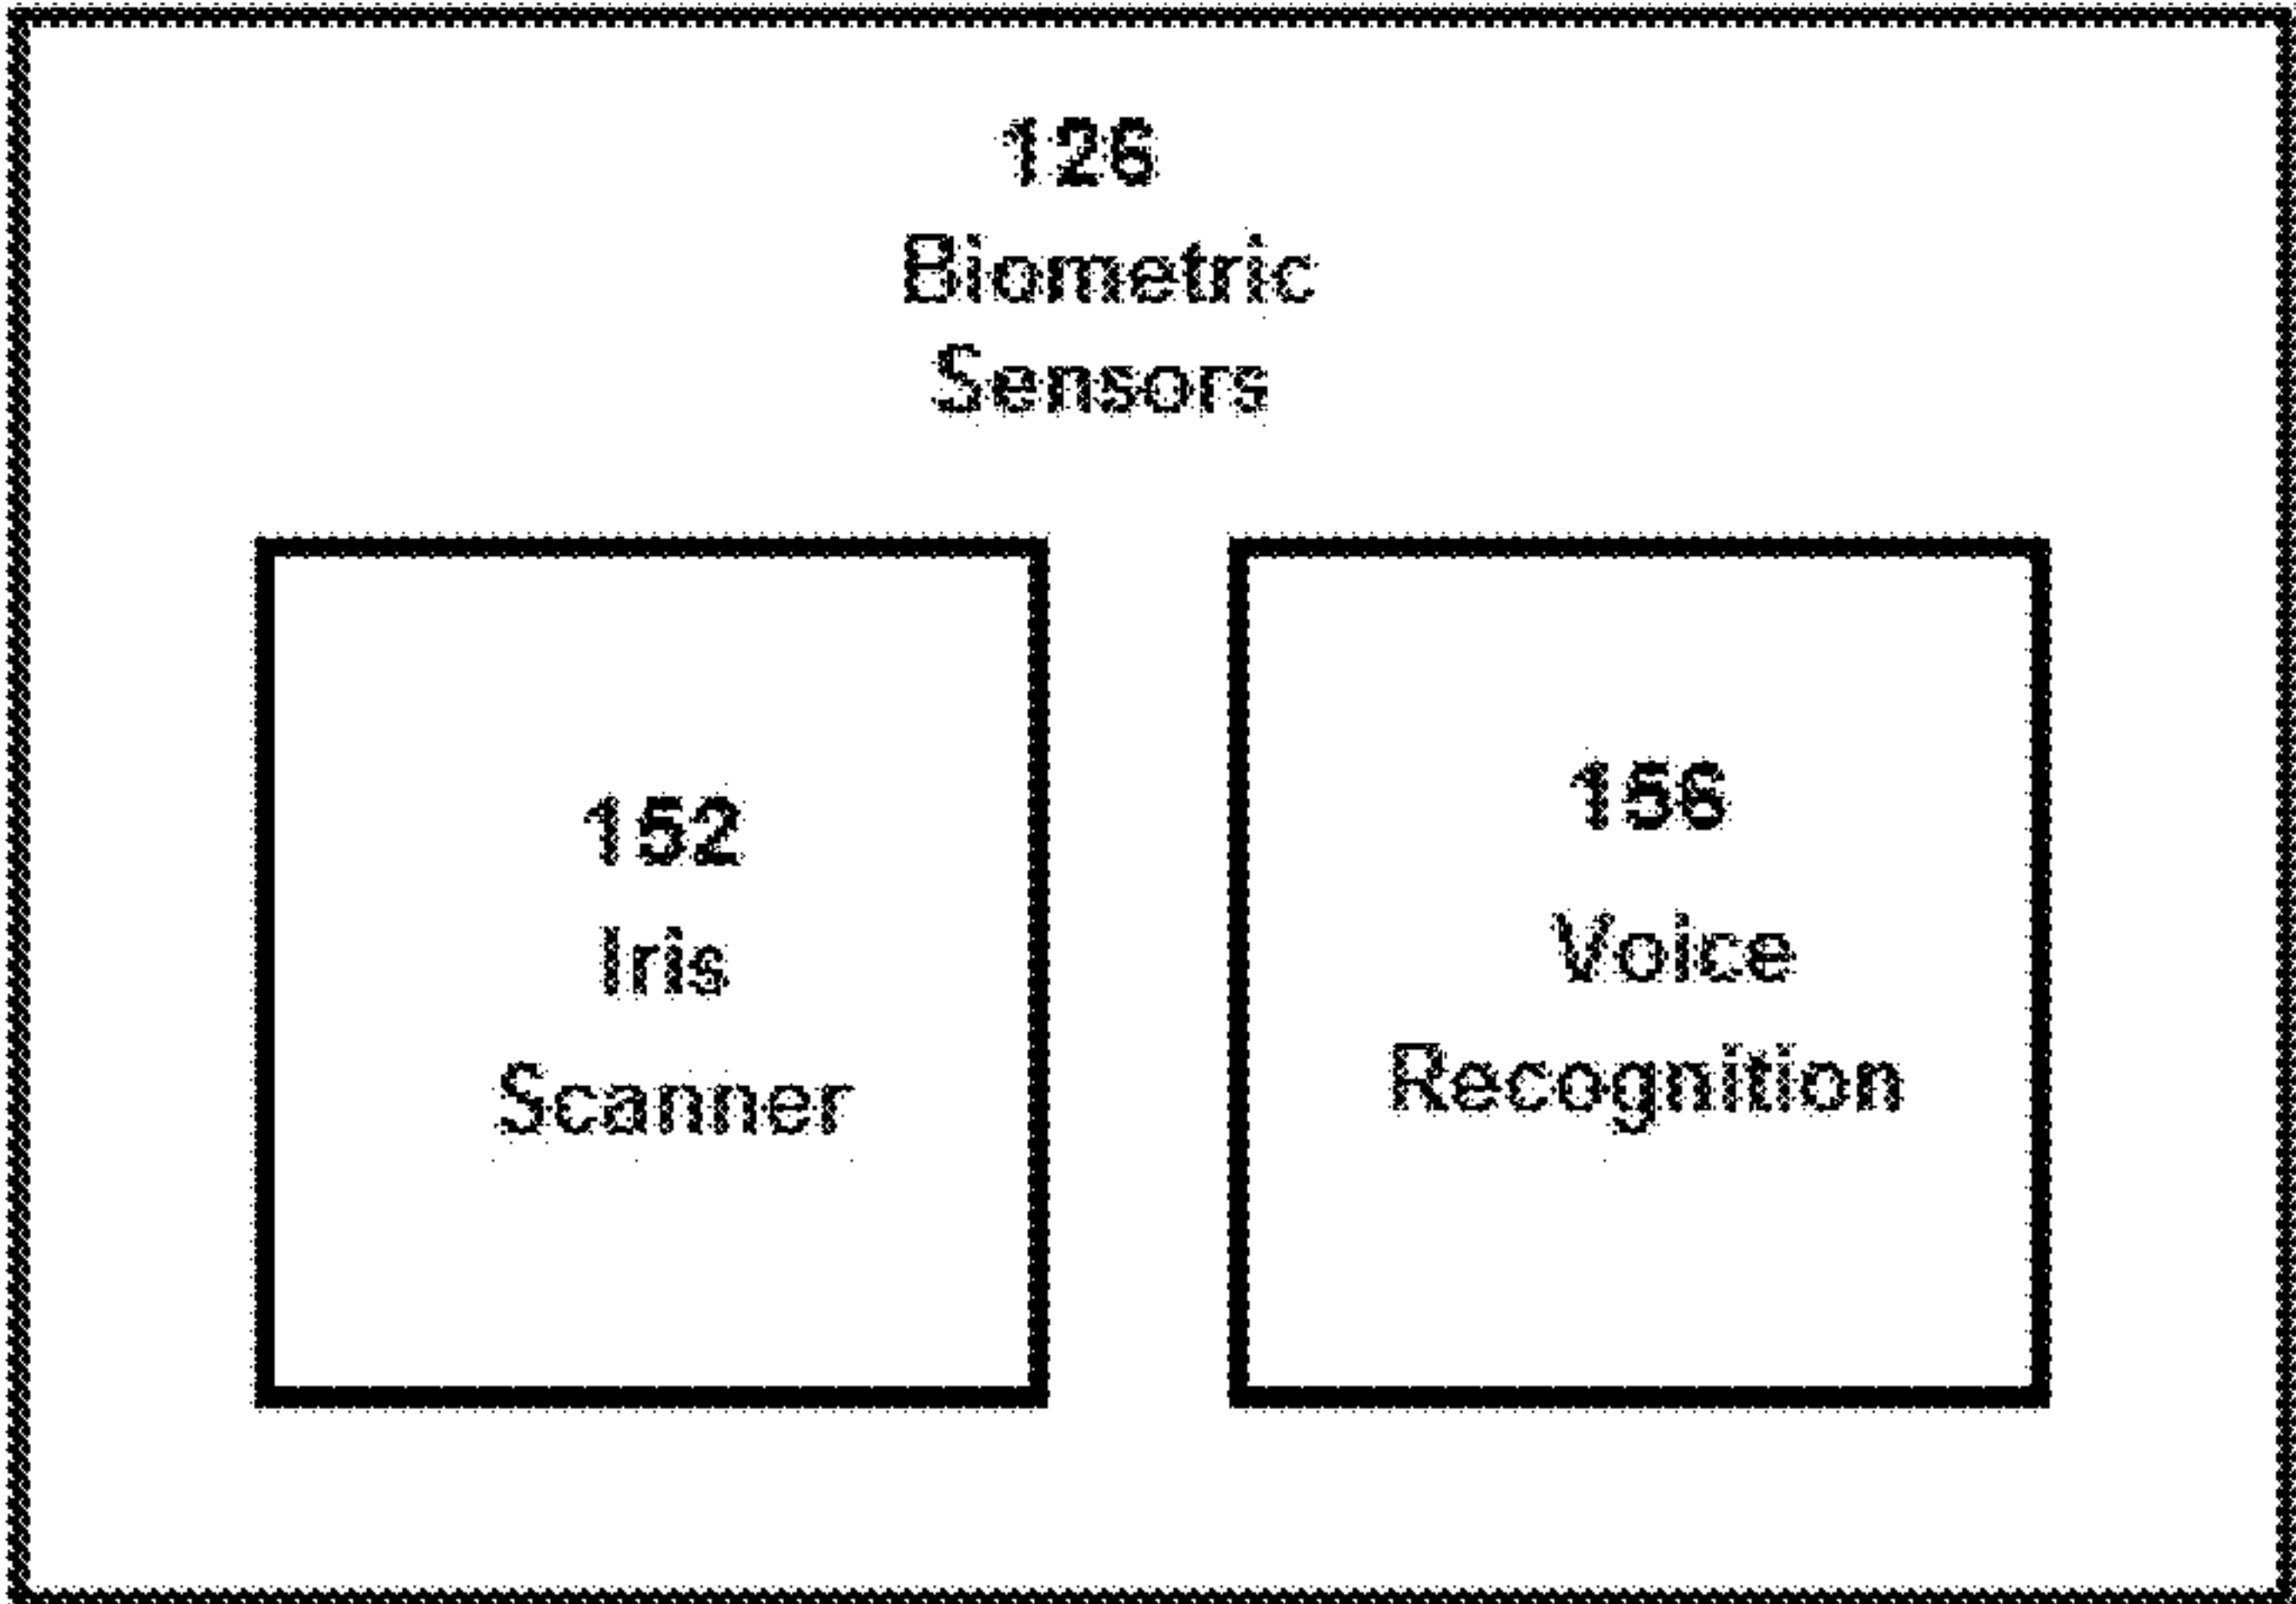 126
Biometric
Sensors
152
Iris
Scanner
156
Voice
Recognition